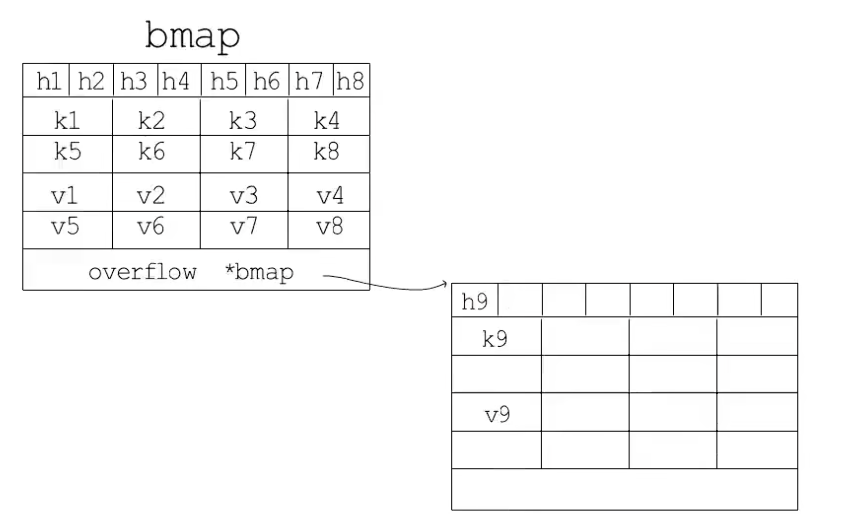 bmap
h1 h2 h3 h4 h5 h6 h7 h8
k1 k2 k3 k4
k5 k6 k7 k8
v1 v2 v3 v4
v5 v6 v7 v8
overflow *bmap
h9
k9
v9